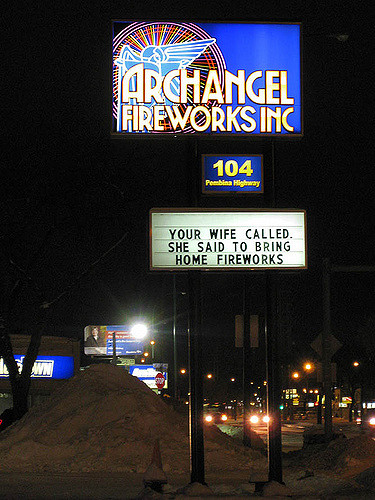 ARCHANGEL
FIREWORKS INC
104
Pembina Highway
YOUR WIFE CALLED.
SHE SAID TO BRING
HOME FIREWORKS